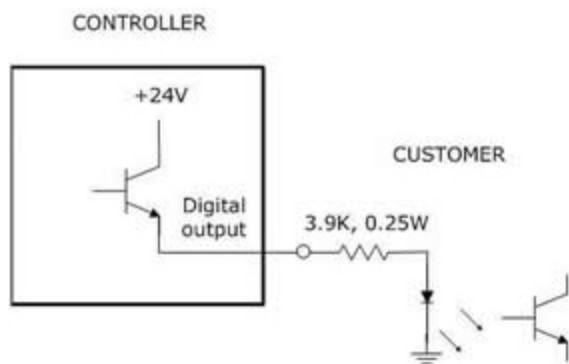 CONTROLLER
+24V
CUSTOMER
Digital
output
3.9K, 0.25W